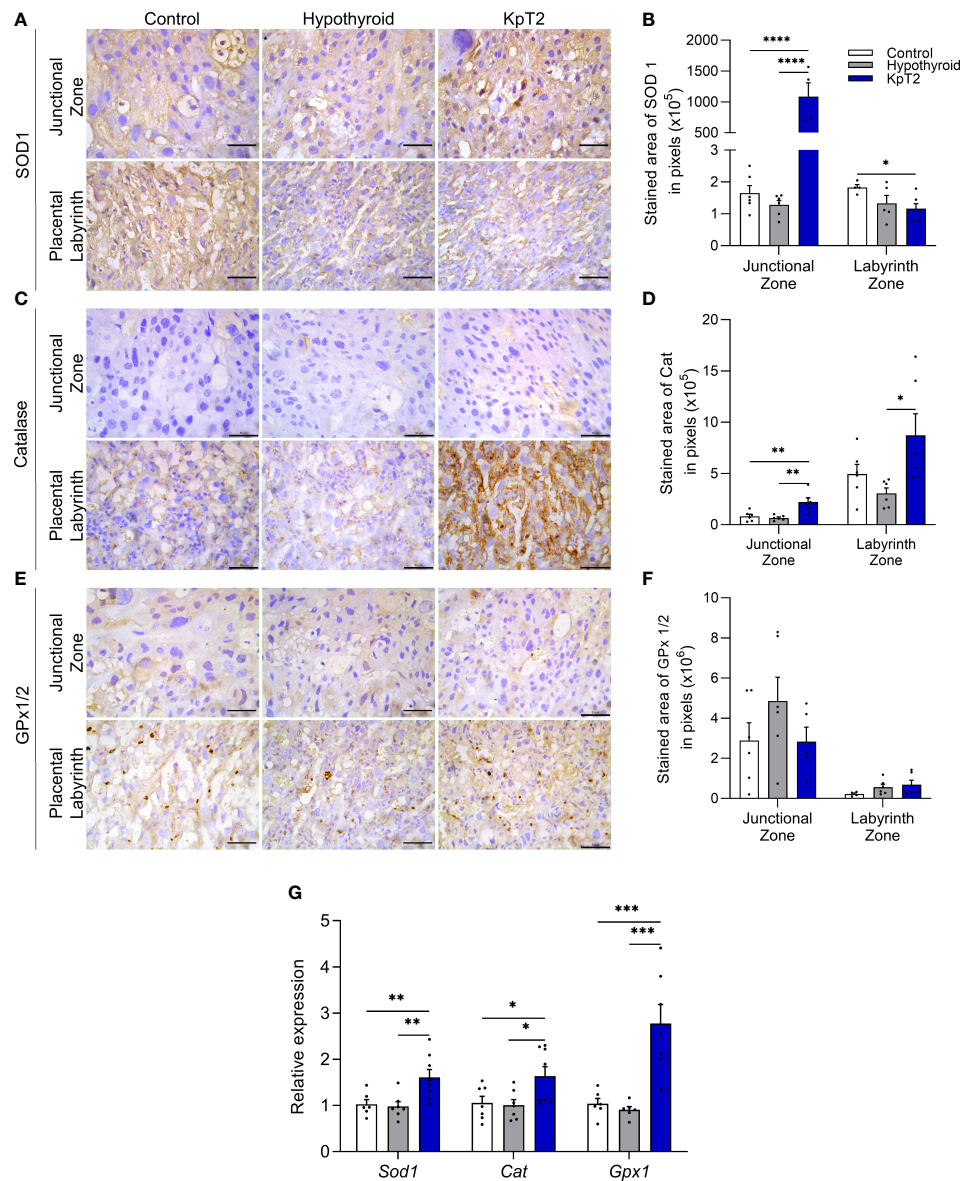 A
Control
Hypothyroid
KpT2
SOD1
Junctional
Zone
Placental
Labyrinth
B
Stained area of SOD 1
in pixels (x10⁵)
2000
1500
1000
500
3
2
1
0
****
****
*
Control
Hypothyroid
KpT2
Junctional
Zone
Labyrinth
Zone
C
Catalase
Junctional
Zone
Placental
Labyrinth
D
Stained area of Cat
in pixels (x10⁵)
20
15
10
5
0
**
**
*
Junctional
Zone
Labyrinth
Zone
E
GPx1/2
Junctional
Zone
Placental
Labyrinth
F
Stained area of GPx 1/2
in pixels (x10⁶)
10
8
6
4
2
0
Junctional
Zone
Labyrinth
Zone
G
Relative expression
5
4
3
2
1
0
**
**
*
*
***
***
Sod1
Cat
Gpx1